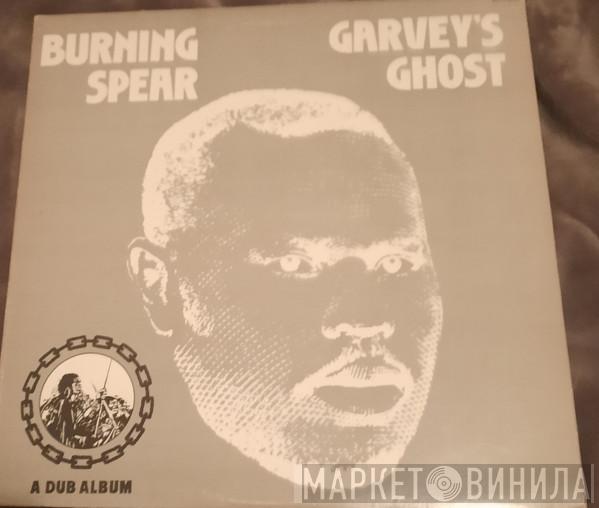 BURNING
SPEAR
GARVEY'S
GHOST
A DUB ALBUM
МАРКЕТ ВИНИЛА